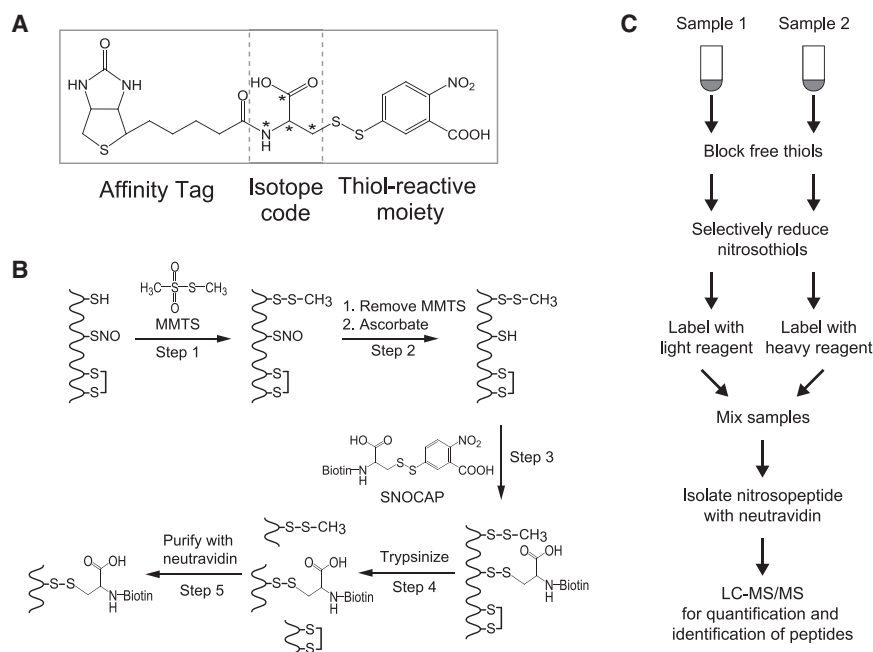 A
O
NH
NH
S
O
N
H
HO
O
*
*
*
*
S
S
NO₂
COOH
Affinity Tag
Isotope
code
Thiol-reactive
moiety
B
SH
SNO
S
S
O
H₃C S S CH₃
O
MMTS
Step 1
S–S–CH3
SNO
S
S
1. Remove MMTS
2. Ascorbate
Step 2
S–S–CH3
SH
S
S
HO
O
Biotin N
H
S
S
NO₂
COOH
SNOCAP
Step 3
S–S–CH3
O
OH
S–S
N Biotin
H
S
S
Trypsinize
Step 4
S–S–CH3
O
OH
S–S
N Biotin
H
S
S
Purify with
neutravidin
Step 5
O
OH
S–S
N Biotin
H
C
Sample 1
Sample 2
Block free thiols
Selectively reduce
nitrosothiols
Label with
light reagent
Label with
heavy reagent
Mix samples
Isolate nitrosopeptide
with neutravidin
LC-MS/MS
for quantification and
identification of peptides